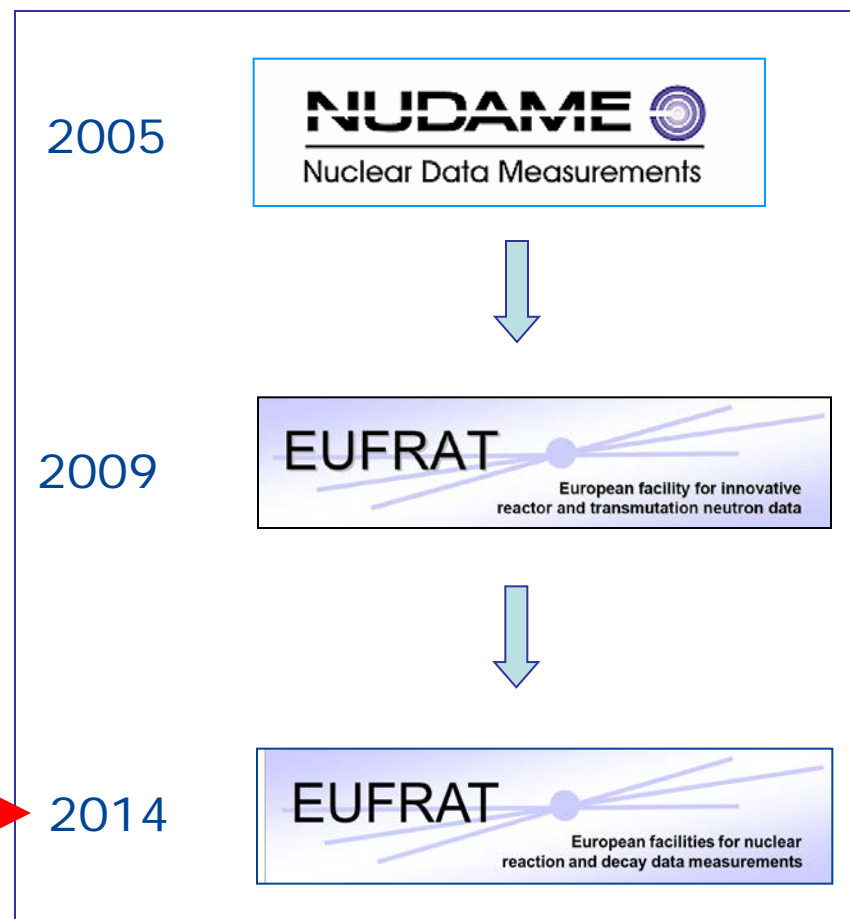 2005
NUDAME
Nuclear Data Measurements
2009
EUFRAT
European facility for innovative
reactor and transmutation neutron data
2014
EUFRAT
European facilities for nuclear
reaction and decay data measurements